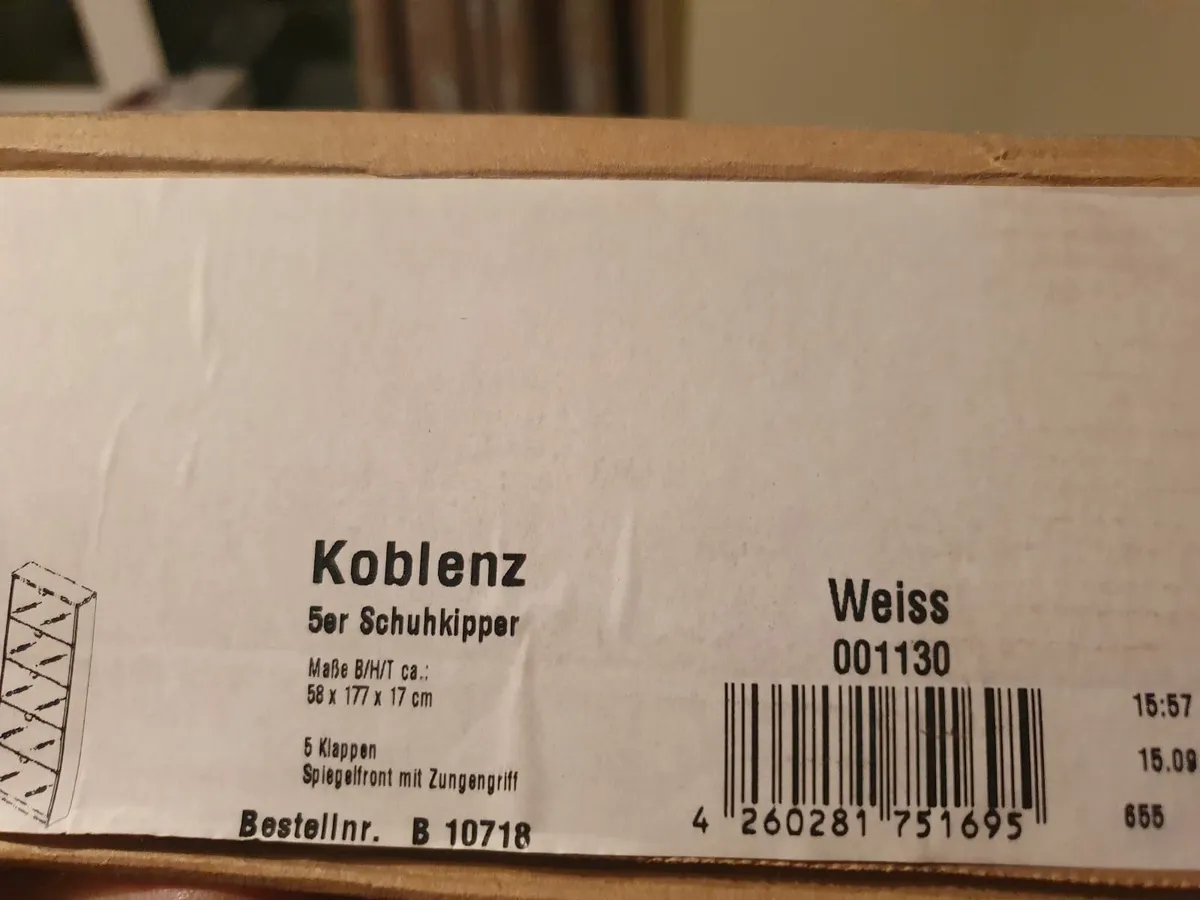 Koblenz
5er Schuhkipper
Maße B/H/T ca.:
58 x 177 x 17 cm
5 Klappen
Spiegelfront mit Zungengriff
Bestellnr. B 10718
Weiss
001130
4 260281 751695
15:57
15.09
655